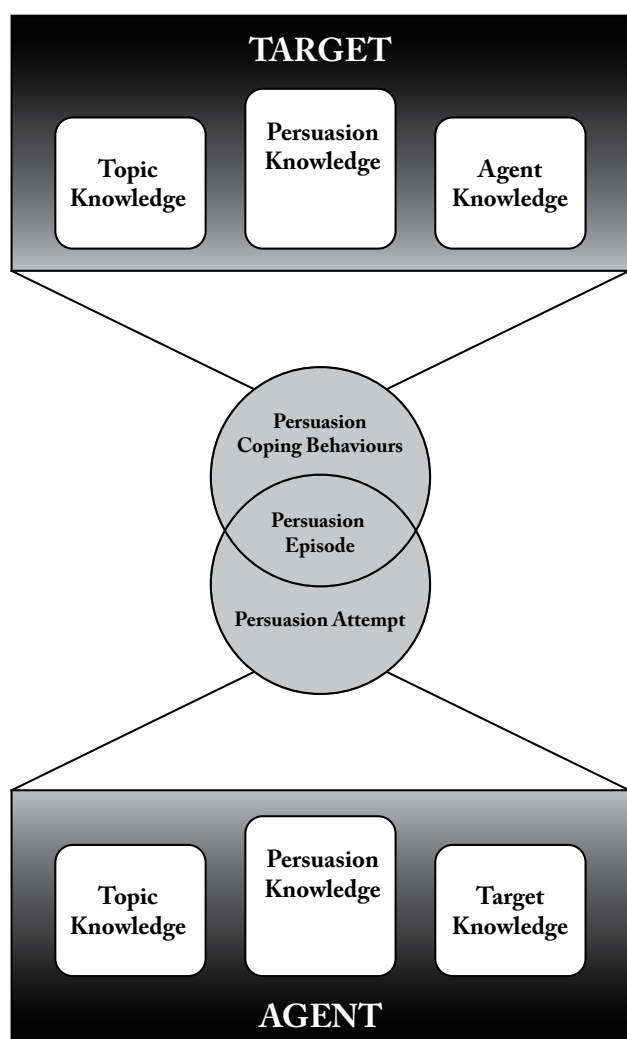 TARGET
Topic
Knowledge
Persuasion
Knowledge
Agent
Knowledge
Persuasion
Coping Behaviours
Persuasion
Episode
Persuasion Attempt
Topic
Knowledge
Persuasion
Knowledge
Target
Knowledge
AGENT